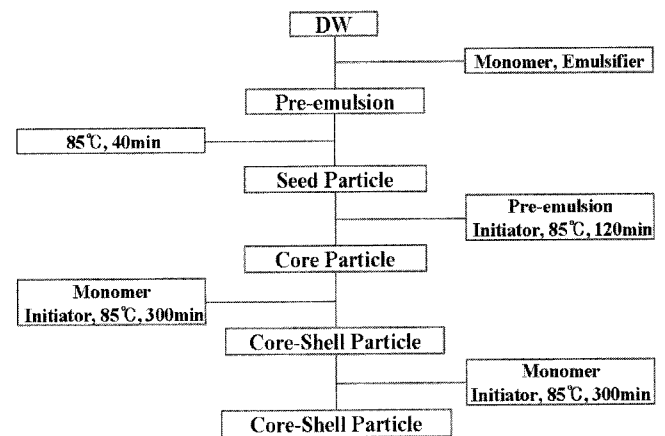 DW
Monomer, Emulsifier
Pre-emulsion
85℃, 40min
Seed Particle
Pre-emulsion
Initiator, 85℃, 120min
Core Particle
Monomer
Initiator, 85℃, 300min
Core-Shell Particle
Monomer
Initiator, 85℃, 300min
Core-Shell Particle